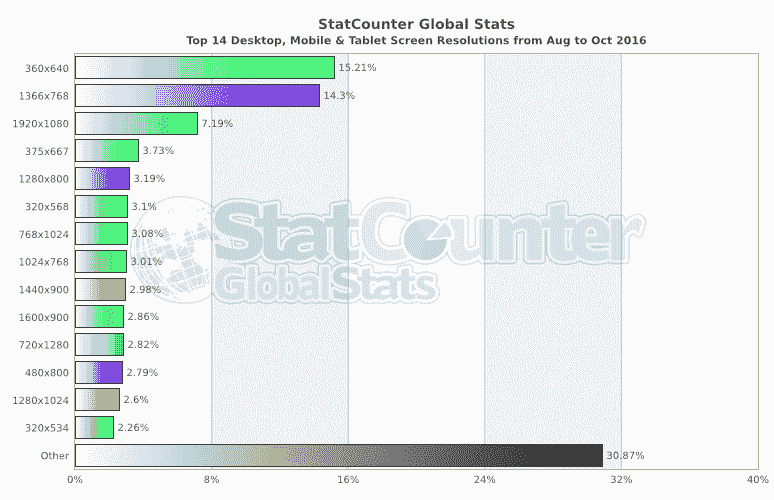 StatCounter Global Stats
Top 14 Desktop, Mobile & Tablet Screen Resolutions from Aug to Oct 2016
360x640 15.21%
1366x768 14.3%
1920x1080 7.19%
375x667 3.73%
1280x800 3.19%
320x568 3.1%
768x1024 3.08%
1024x768 3.01%
1440x900 2.98%
1600x900 2.86%
720x1280 2.82%
480x800 2.79%
1280x1024 2.6%
320x534 2.26%
Other 30.87%
0% 8% 16% 24% 32% 40%
StatCounter
GlobalStats